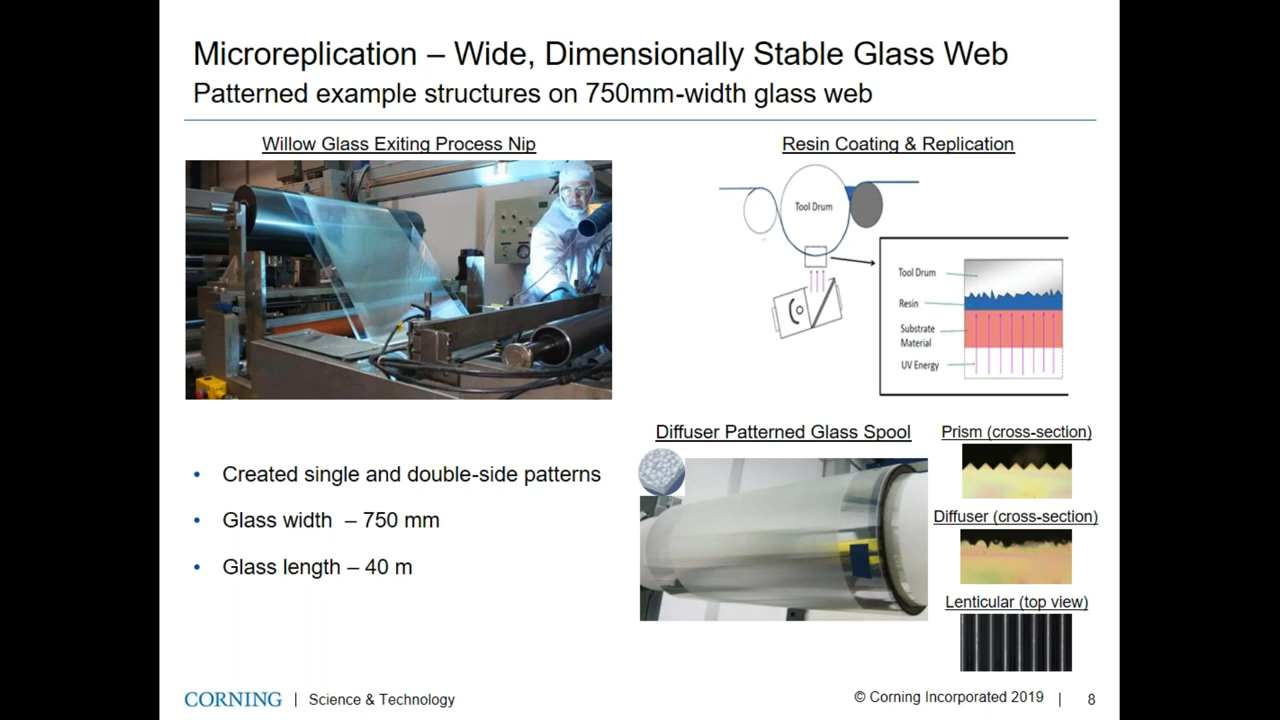 Microreplication – Wide, Dimensionally Stable Glass Web
Patterned example structures on 750mm-width glass web
Willow Glass Exiting Process Nip
Resin Coating & Replication
Tool Drum
Tool Drum
Resin
Substrate
Material
UV Energy
Diffuser Patterned Glass Spool
Prism (cross-section)
Diffuser (cross-section)
Lenticular (top view)
• Created single and double-side patterns
• Glass width – 750 mm
• Glass length – 40 m
CORNING | Science & Technology
© Corning Incorporated 2019 | 8